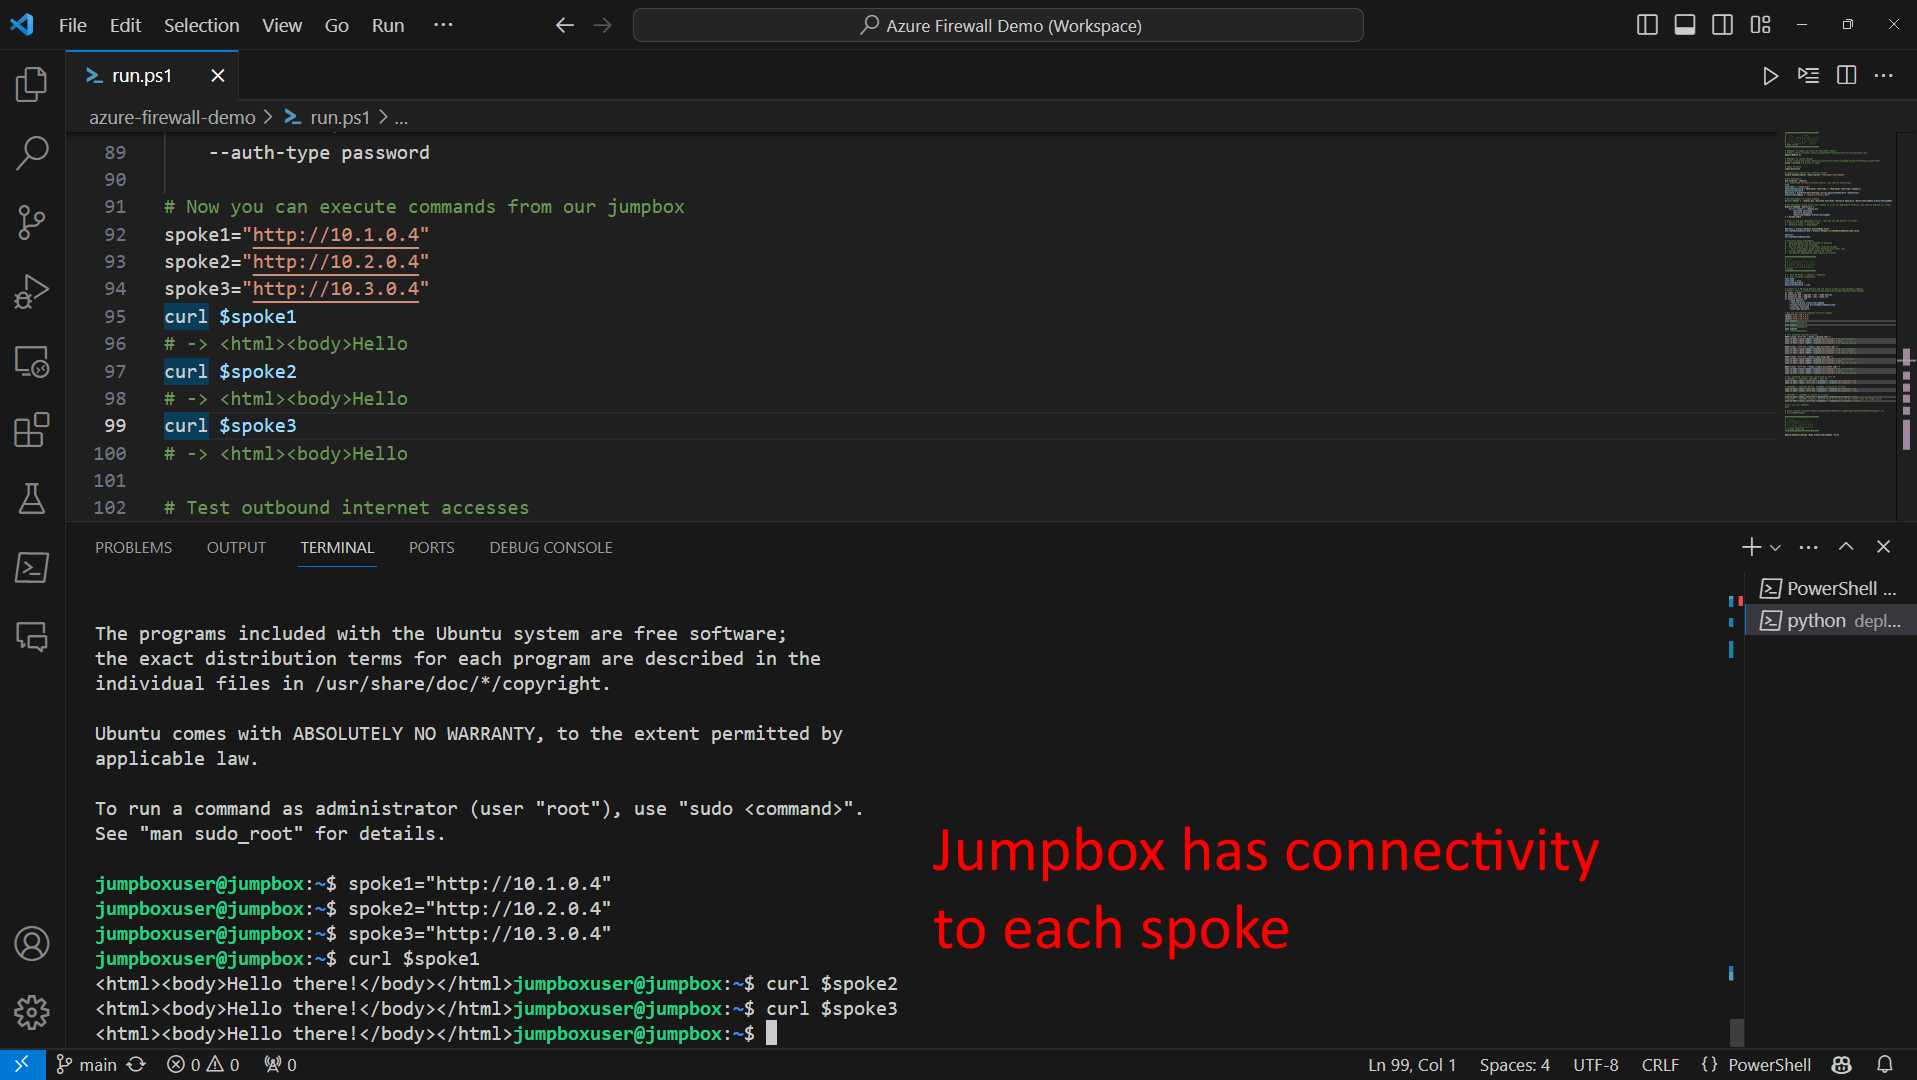 File Edit Selection View Go Run ···
Azure Firewall Demo (Workspace)
run.ps1
azure-firewall-demo > run.ps1 > ...
89 --auth-type password
90
91 # Now you can execute commands from our jumpbox
92 spoke1="http://10.1.0.4"
93 spoke2="http://10.2.0.4"
94 spoke3="http://10.3.0.4"
95 curl $spoke1
96 # -> <html><body>Hello
97 curl $spoke2
98 # -> <html><body>Hello
99 curl $spoke3
100 # -> <html><body>Hello
101
102 # Test outbound internet accesses
PROBLEMS OUTPUT TERMINAL PORTS DEBUG CONSOLE
PowerShell ...
python depl...
The programs included with the Ubuntu system are free software;
the exact distribution terms for each program are described in the
individual files in /usr/share/doc/*/copyright.
Ubuntu comes with ABSOLUTELY NO WARRANTY, to the extent permitted by
applicable law.
To run a command as administrator (user "root"), use "sudo <command>".
See "man sudo_root" for details.
jumpboxuser@jumpbox:~$ spoke1="http://10.1.0.4"
jumpboxuser@jumpbox:~$ spoke2="http://10.2.0.4"
jumpboxuser@jumpbox:~$ spoke3="http://10.3.0.4"
jumpboxuser@jumpbox:~$ curl $spoke1
<html><body>Hello there!</body></html>jumpboxuser@jumpbox:~$ curl $spoke2
<html><body>Hello there!</body></html>jumpboxuser@jumpbox:~$ curl $spoke3
<html><body>Hello there!</body></html>jumpboxuser@jumpbox:~$
Jumpbox has connectivity
to each spoke
main 0 0 0 Ln 99, Col 1 Spaces: 4 UTF-8 CRLF {} PowerShell